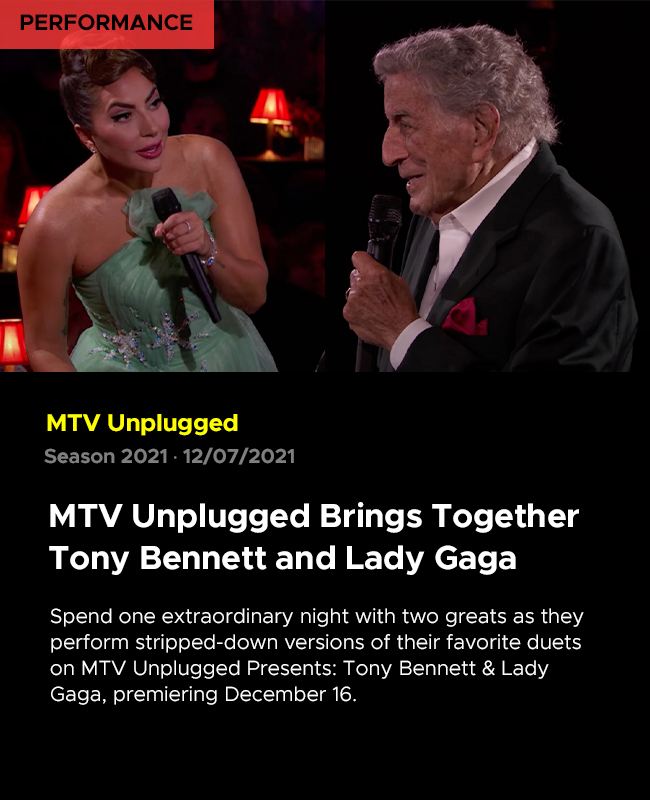 PERFORMANCE
MTV Unplugged
Season 2021 · 12/07/2021
MTV Unplugged Brings Together
Tony Bennett and Lady Gaga
Spend one extraordinary night with two greats as they
perform stripped-down versions of their favorite duets
on MTV Unplugged Presents: Tony Bennett & Lady
Gaga, premiering December 16.